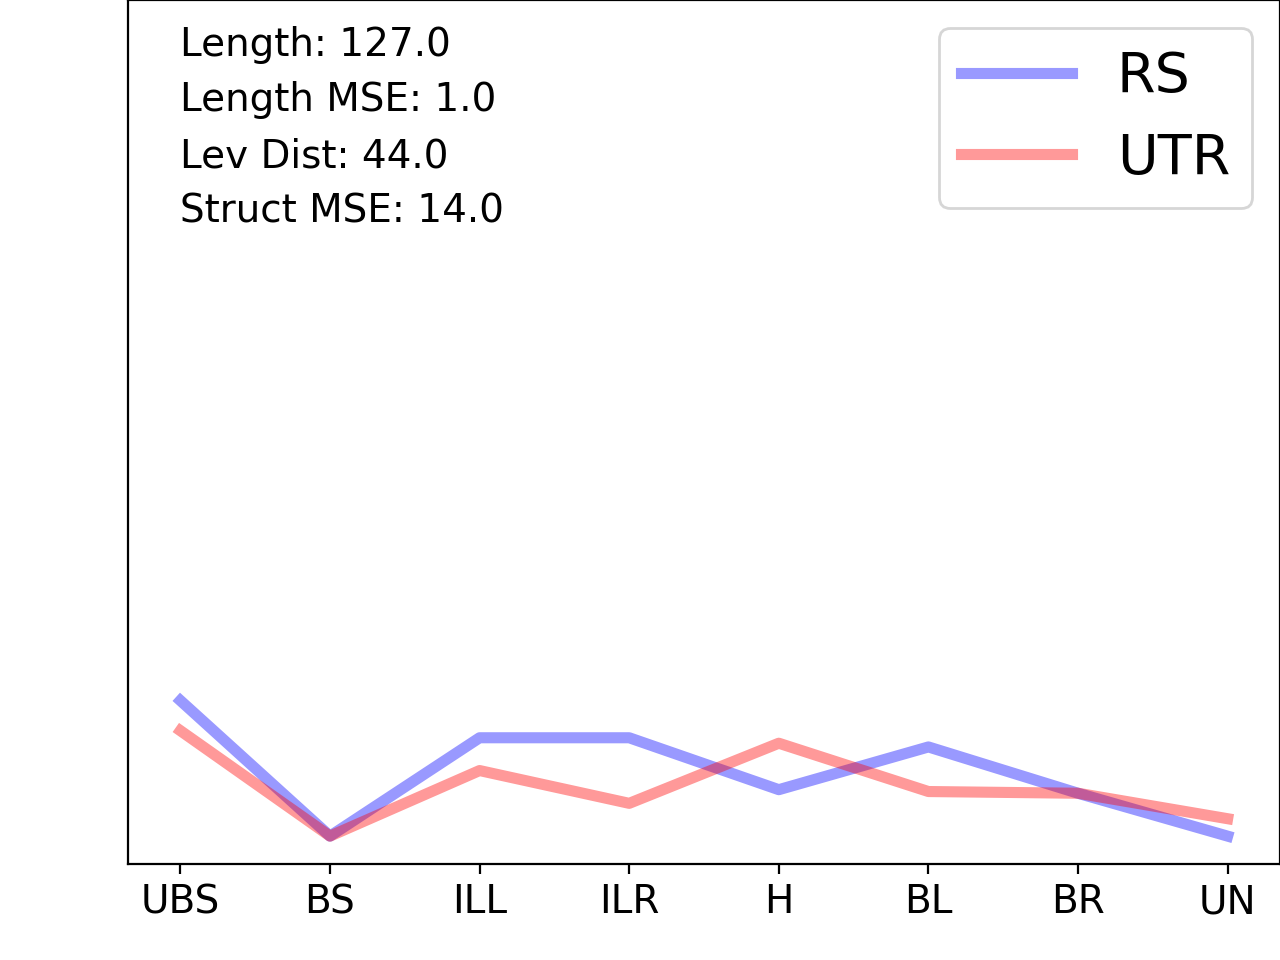 Length: 127.0
Length MSE: 1.0
Lev Dist: 44.0
Struct MSE: 14.0
RS
UTR
UBS BS ILL ILR H BL BR UN